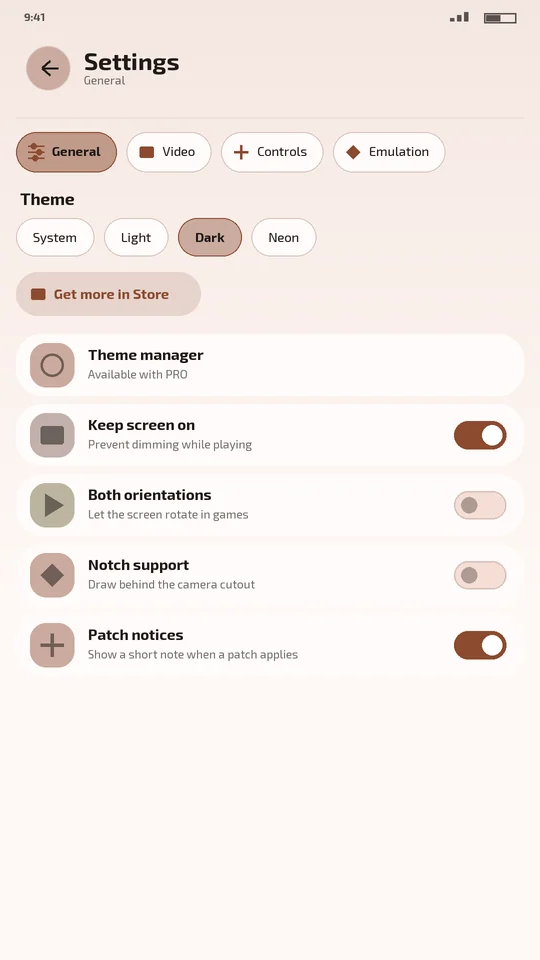 9:41
Settings
General
General
Video
Controls
Emulation
Theme
System
Light
Dark
Neon
Get more in Store
Theme manager
Available with PRO
Keep screen on
Prevent dimming while playing
Both orientations
Let the screen rotate in games
Notch support
Draw behind the camera cutout
Patch notices
Show a short note when a patch applies